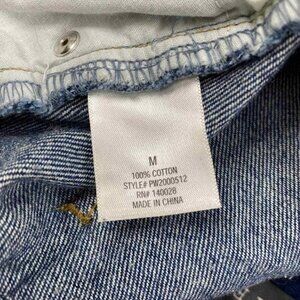 M
100% COTTON
STYLE# PW2000512
RN# 140028
MADE IN CHINA